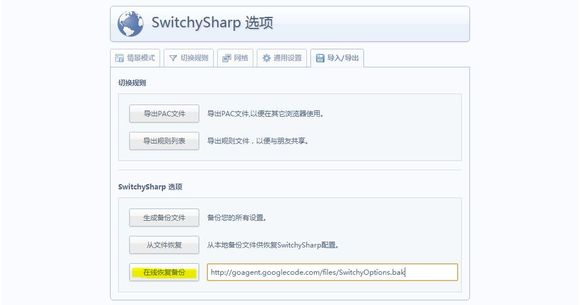 SwitchySharp 选项
情景模式 切换规则 网络 通用设置 导入/导出
切换规则
导出PAC文件 导出PAC文件,以便在其它浏览器使用。
导出规则列表 导出规则文件，以便与朋友共享。
SwitchySharp 选项
生成备份文件 备份您的所有设置。
从文件恢复 从本地备份文件供恢复SwitchySharp配置。
在线恢复备份 http://goagent.googlecode.com/files/SwitchyOptions.bak